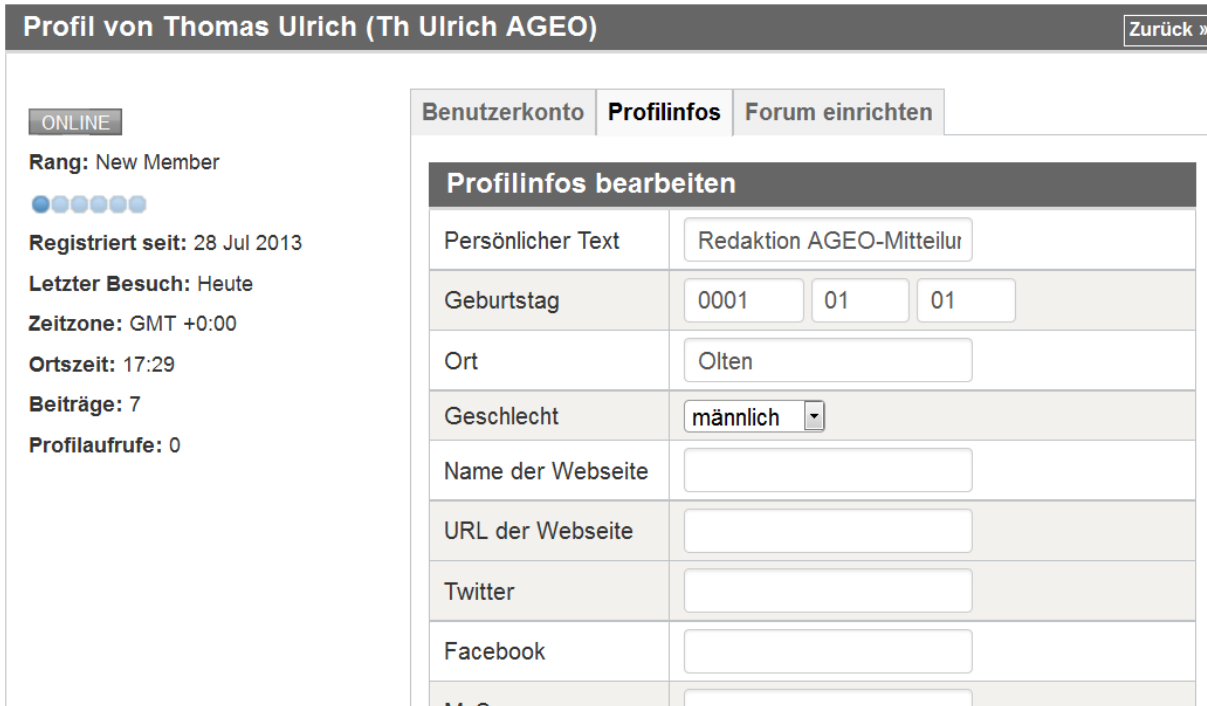 Profil von Thomas Ulrich (Th Ulrich AGEO)
Zurück »
ONLINE
Rang: New Member
Registriert seit: 28 Jul 2013
Letzter Besuch: Heute
Zeitzone: GMT +0:00
Ortszeit: 17:29
Beiträge: 7
Profilaufrufe: 0
Benutzerkonto Profilinfos Forum einrichten
Profilinfos bearbeiten
Persönlicher Text Redaktion AGEO-Mitteilun
Geburtstag 0001 01 01
Ort Olten
Geschlecht männlich
Name der Webseite
URL der Webseite
Twitter
Facebook